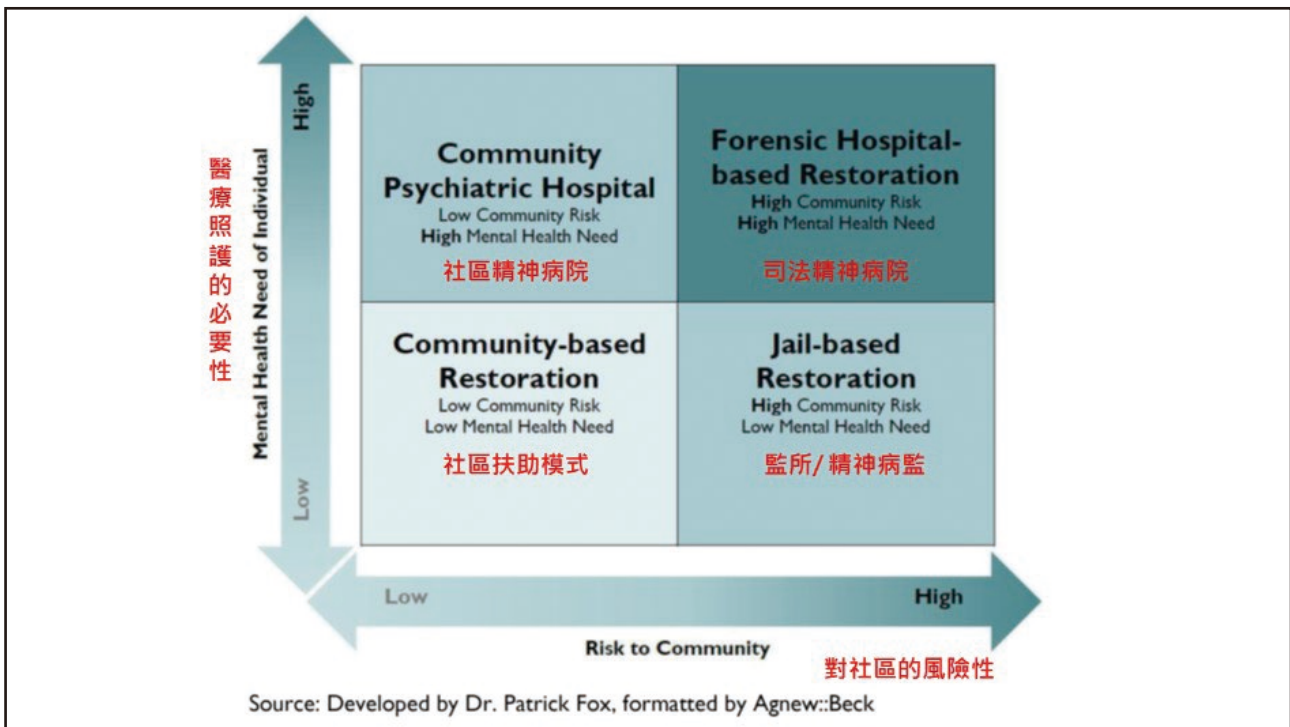 High
Mental Health Need of Individual
Low
醫療照護的必要性
Community
Psychiatric Hospital
Low Community Risk
High Mental Health Need
社區精神病院
Forensic Hospital-
based Restoration
High Community Risk
High Mental Health Need
司法精神病院
Community-based
Restoration
Low Community Risk
Low Mental Health Need
社區扶助模式
Jail-based
Restoration
High Community Risk
Low Mental Health Need
監所/精神病監
Low
High
Risk to Community
對社區的風險性
Source: Developed by Dr. Patrick Fox, formatted by Agnew::Beck